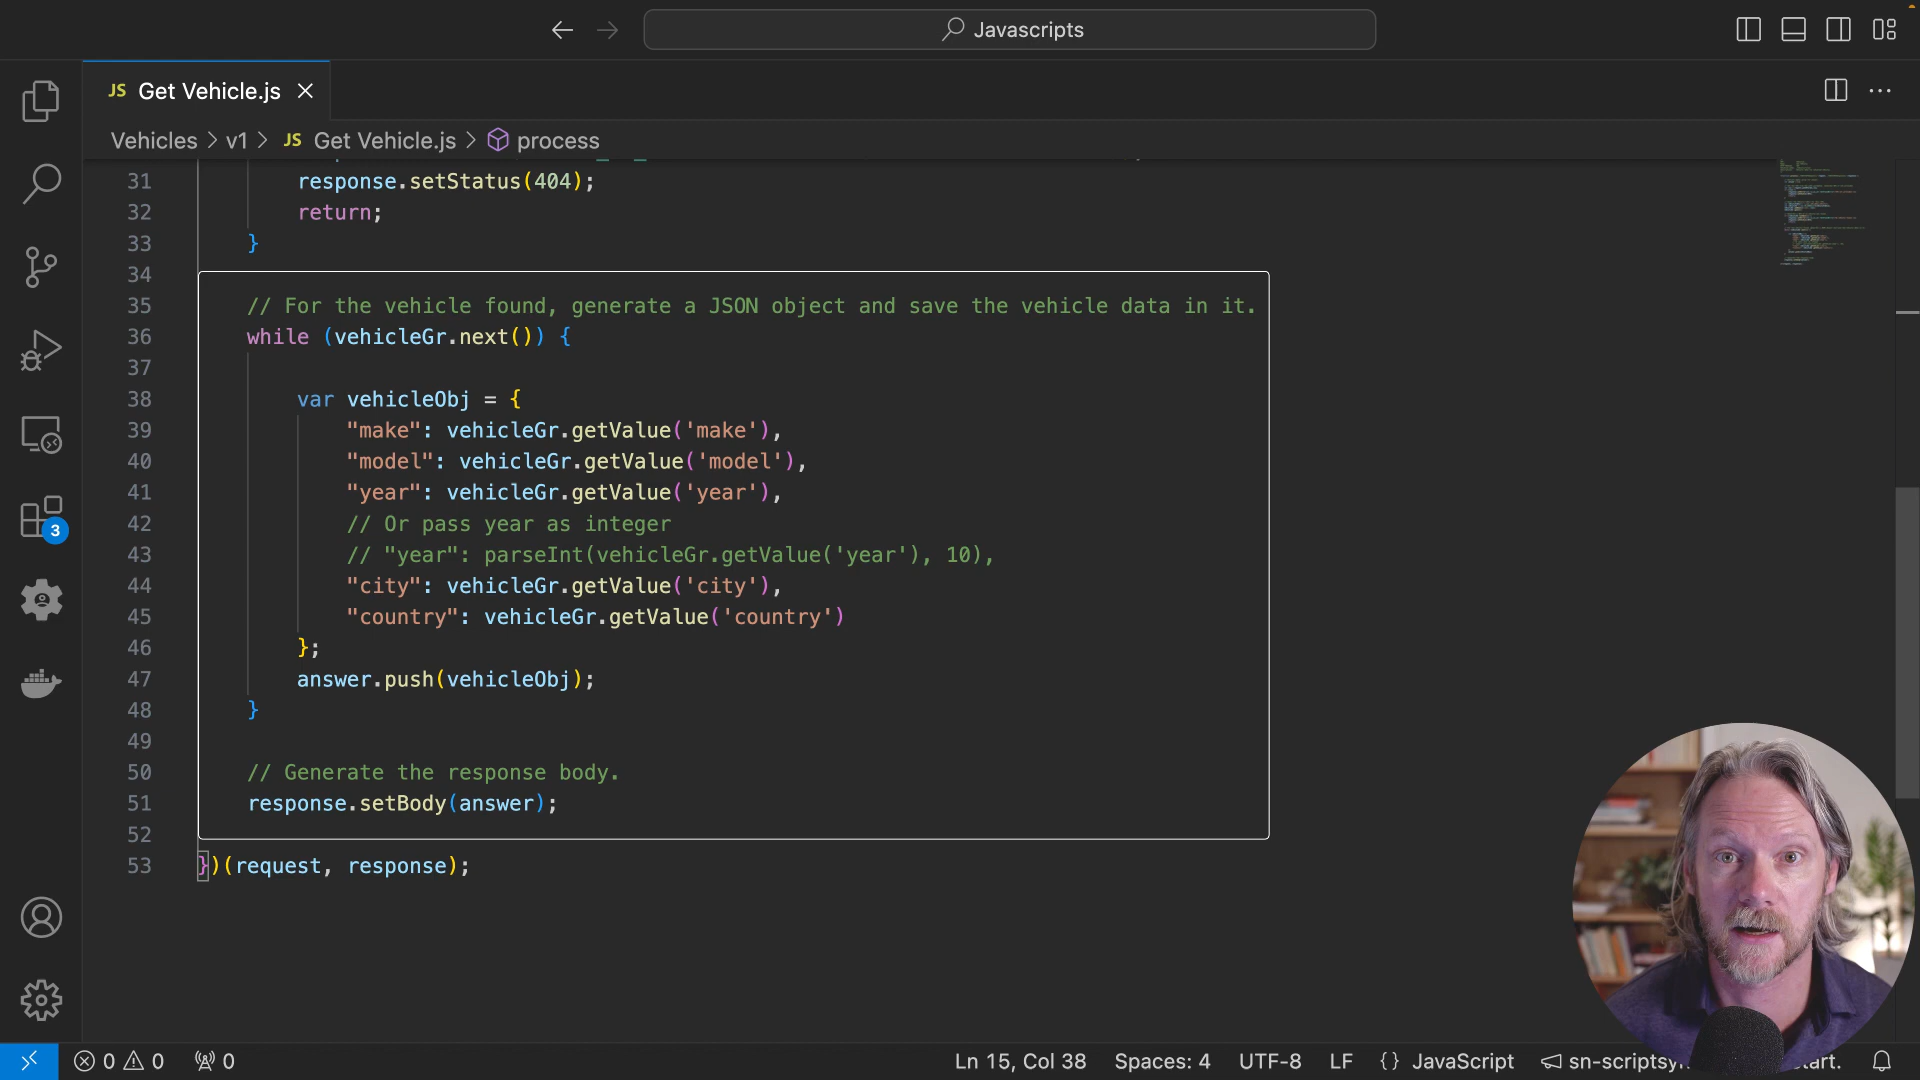 Javascripts
JS Get Vehicle.js
Vehicles > v1 > JS Get Vehicle.js > process
31 response.setStatus(404);
32 return;
33 }
34
35 // For the vehicle found, generate a JSON object and save the vehicle data in it.
36 while (vehicleGr.next()) {
37
38 var vehicleObj = {
39 "make": vehicleGr.getValue('make'),
40 "model": vehicleGr.getValue('model'),
41 "year": vehicleGr.getValue('year'),
42 // Or pass year as integer
43 // "year": parseInt(vehicleGr.getValue('year'), 10),
44 "city": vehicleGr.getValue('city'),
45 "country": vehicleGr.getValue('country')
46 };
47 answer.push(vehicleObj);
48 }
49
50 // Generate the response body.
51 response.setBody(answer);
52
53 })(request, response);
3
0 0 0 Ln 15, Col 38 Spaces: 4 UTF-8 LF {} JavaScript